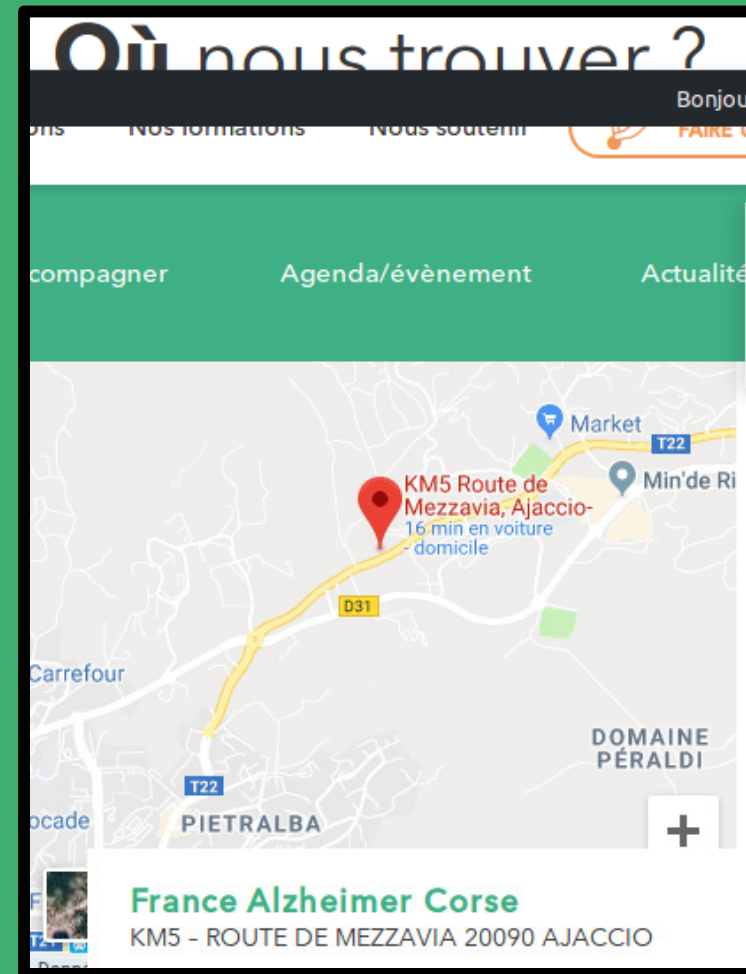 Où nous trouver ?
Bonjou
ons Nos formations Nous soutenir FAIRE
compagner Agenda/évènement Actualité
Market
T22
KM5 Route de
Mezzavia, Ajaccio-
16 min en voiture
- domicile
Min'de Ri
D31
Carrefour
DOMAINE
PÉRALDI
T22
ocade
PIETRALBA
+
France Alzheimer Corse
KM5 – ROUTE DE MEZZAVIA 20090 AJACCIO